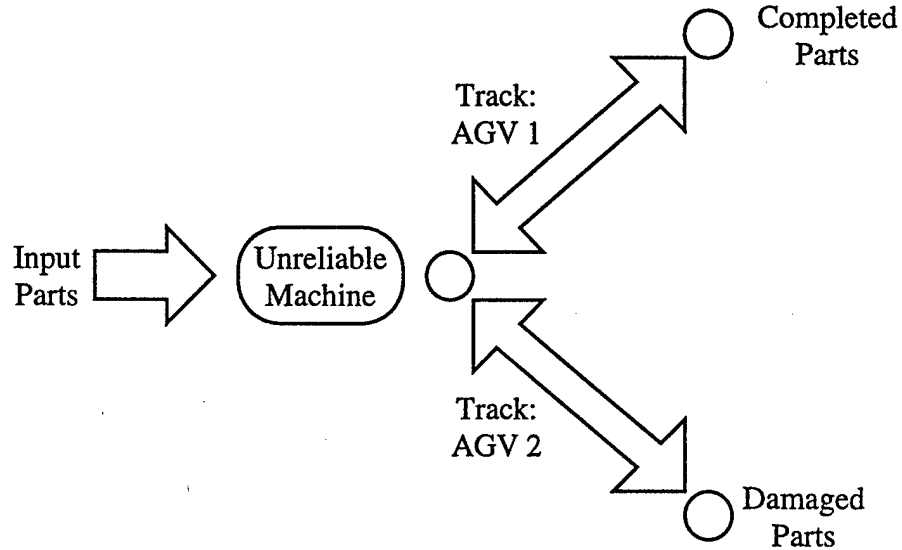 Completed
Parts
Track:
AGV 1
Input
Parts
Unreliable
Machine
Track:
AGV 2
Damaged
Parts